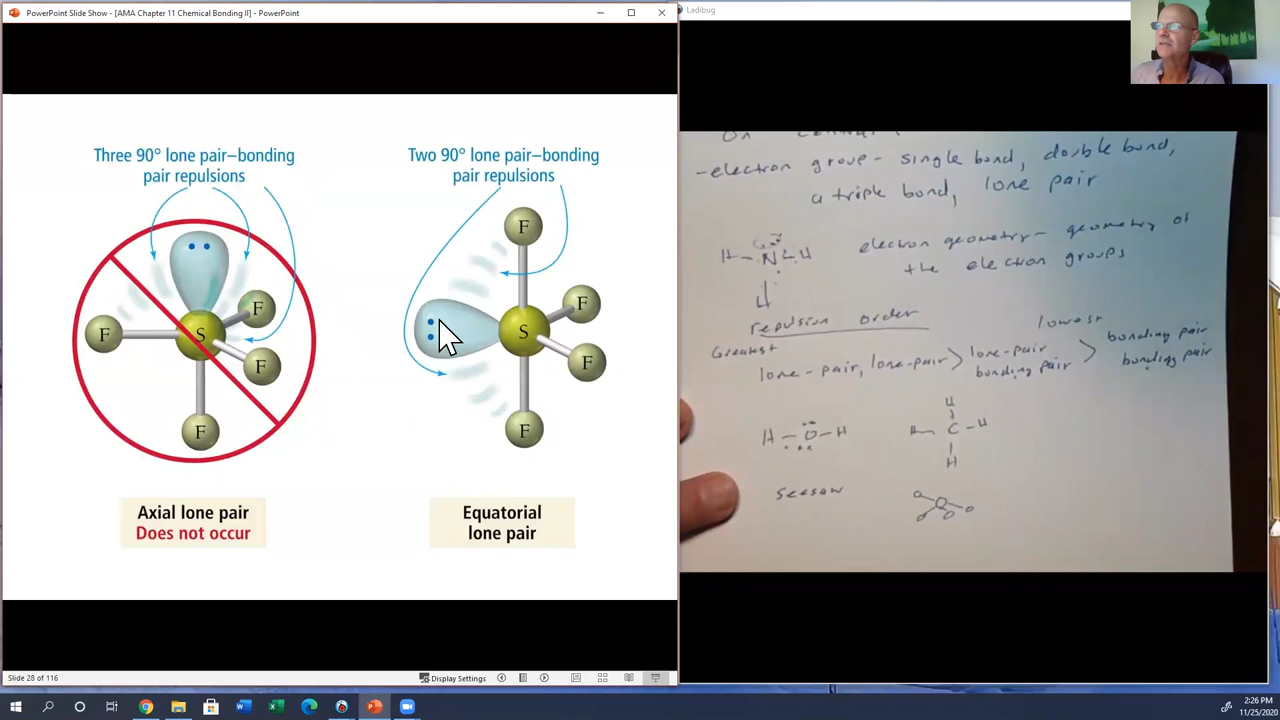 PowerPoint Slide Show - [AMA Chapter 11 Chemical Bonding II] - PowerPoint
Three 90° lone pair–bonding
pair repulsions
Two 90° lone pair–bonding
pair repulsions
F
S
F
F
F
F
S
F
F
F
Axial lone pair
Does not occur
Equatorial
lone pair
Slide 28 of 116
Display Settings
Ladibug
on central
-electron group - single bond, double bond,
a triple bond, lone pair
H - N - H
H
electron geometry - geometry of
the electron groups
repulsion order
Greatest
lowest
lone-pair, lone-pair > lone-pair
bonding pair
> bonding pair
bonding pair
H - O - H
H
H - C - H
H
seesaw
2:26 PM
11/25/2020